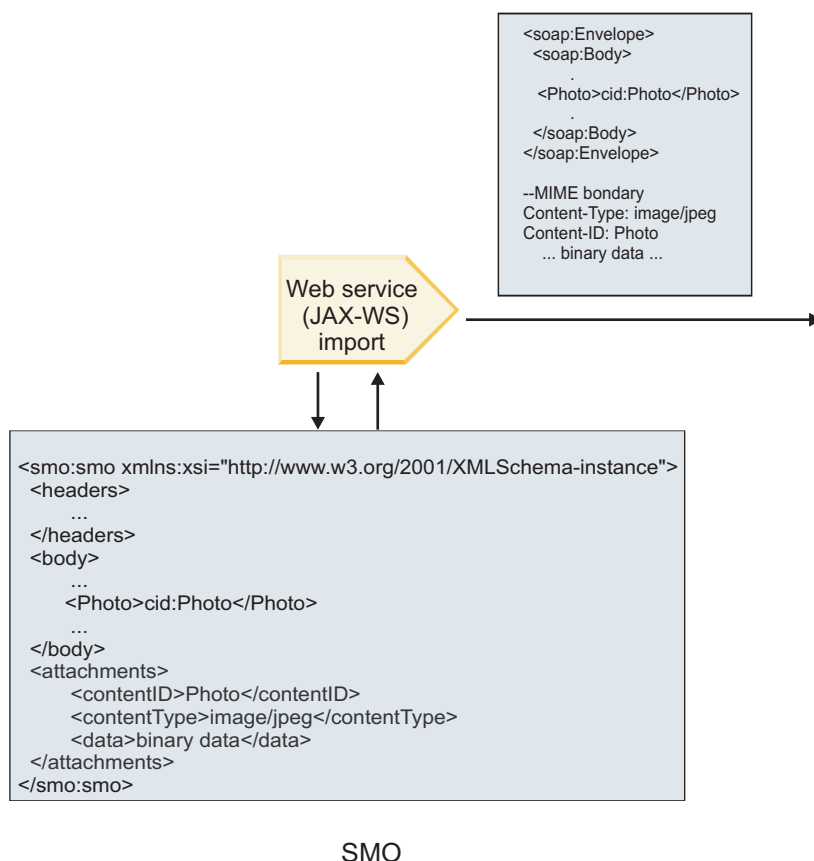 <soap:Envelope>
<soap:Body>
.
<Photo>cid:Photo</Photo>
.
</soap:Body>
</soap:Envelope>
--MIME bondary
Content-Type: image/jpeg
Content-ID: Photo
... binary data ...
Web service
(JAX-WS)
import
<smo:smo xmlns:xsi="http://www.w3.org/2001/XMLSchema-instance">
<headers>
...
</headers>
<body>
...
<Photo>cid:Photo</Photo>
...
</body>
<attachments>
<contentID>Photo</contentID>
<contentType>image/jpeg</contentType>
<data>binary data</data>
</attachments>
</smo:smo>
SMO